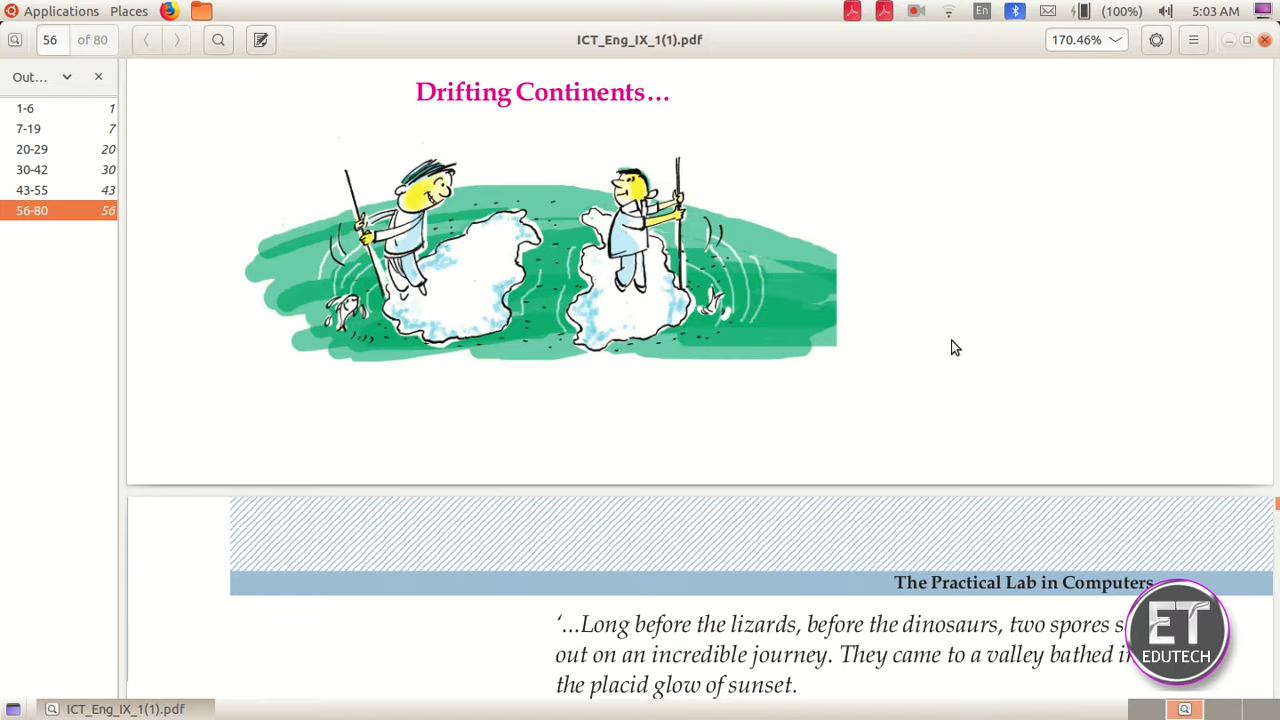 Applications Places En (100%) 5:03 AM
56 of 80 ICT_Eng_IX_1(1).pdf 170.46%
Out...
1-6 1
7-19 7
20-29 20
30-42 30
43-55 43
56-80 56
Drifting Continents…
The Practical Lab in Computers
‘...Long before the lizards, before the dinosaurs, two spores
out on an incredible journey. They came to a valley bathed
the placid glow of sunset.
ET
EDUTECH
ICT_Eng_IX_1(1).pdf